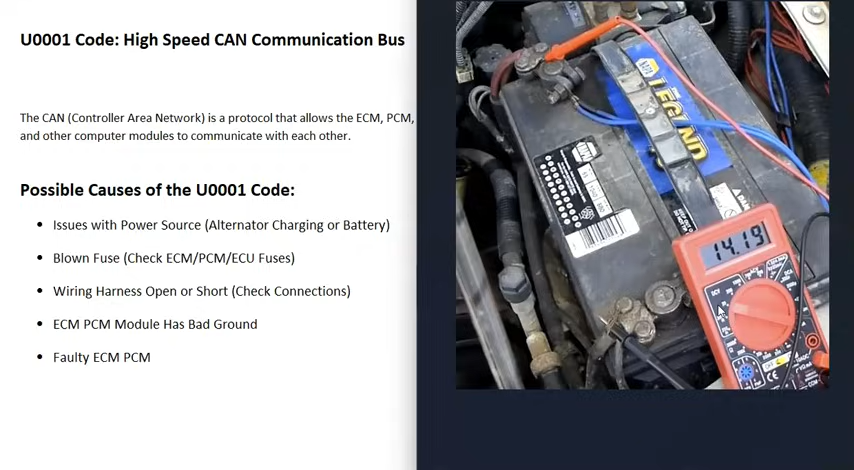 U0001 Code: High Speed CAN Communication Bus
The CAN (Controller Area Network) is a protocol that allows the ECM, PCM,
and other computer modules to communicate with each other.
Possible Causes of the U0001 Code:
• Issues with Power Source (Alternator Charging or Battery)
• Blown Fuse (Check ECM/PCM/ECU Fuses)
• Wiring Harness Open or Short (Check Connections)
• ECM PCM Module Has Bad Ground
• Faulty ECM PCM
NAPA
LEGEND
14.19